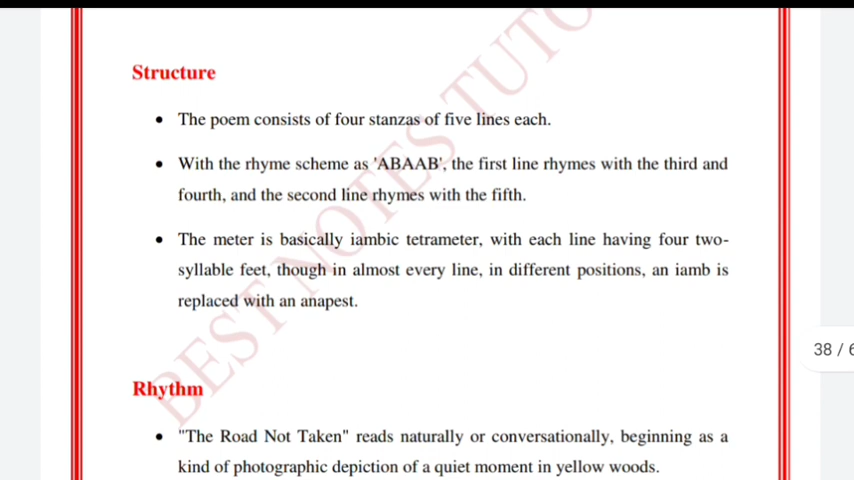 Structure
• The poem consists of four stanzas of five lines each.
• With the rhyme scheme as 'ABAAB', the first line rhymes with the third and
fourth, and the second line rhymes with the fifth.
• The meter is basically iambic tetrameter, with each line having four two-
syllable feet, though in almost every line, in different positions, an iamb is
replaced with an anapest.
38 / 6
Rhythm
• "The Road Not Taken" reads naturally or conversationally, beginning as a
kind of photographic depiction of a quiet moment in yellow woods.
BEST NOTES TUTO